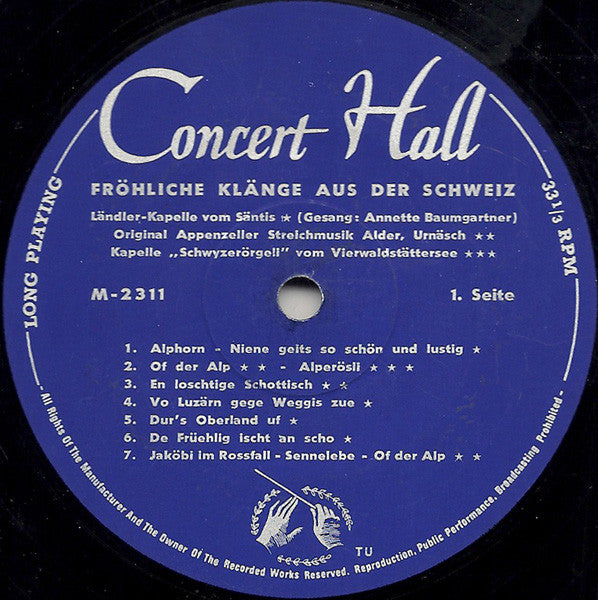 Concert Hall
FRÖHLICHE KLÄNGE AUS DER SCHWEIZ
Ländler-Kapelle vom Säntis ★ (Gesang: Annette Baumgartner)
Original Appenzeller Streichmusik Alder, Urnäsch ★★
Kapelle „Schwyzerörgeli" vom Vierwaldstättersee ★★★
LONG PLAYING
33 1/3 RPM
M-2311
1. Seite
1. Alphorn - Niene geits so schön und lustig ★
2. Of der Alp ★ ★ - Alperösli ★ ★ ★
3. En loschtige Schottisch ★ ★
4. Vo Luzärn gege Weggis zue ★
5. Dur's Oberland uf ★
6. De Früehlig ischt an scho ★
7. Jaköbi im Rossfall - Sennelebe - Of der Alp ★ ★
TU
- All Rights Of The Manufacturer And The Owner Of The Recorded Works Reserved. Reproduction, Public Performance, Broadcasting Prohibited -